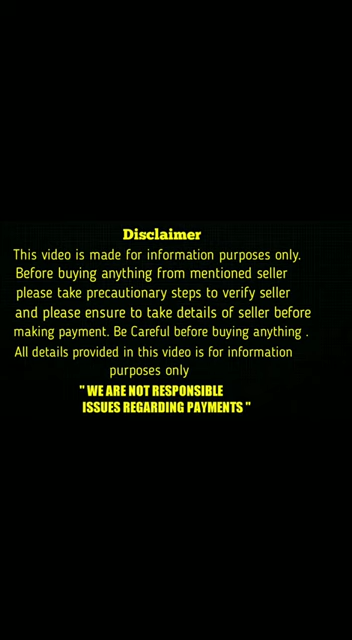 Disclaimer
This video is made for information purposes only.
Before buying anything from mentioned seller
please take precautionary steps to verify seller
and please ensure to take details of seller before
making payment. Be Careful before buying anything .
All details provided in this video is for information
purposes only
" WE ARE NOT RESPONSIBLE
ISSUES REGARDING PAYMENTS "